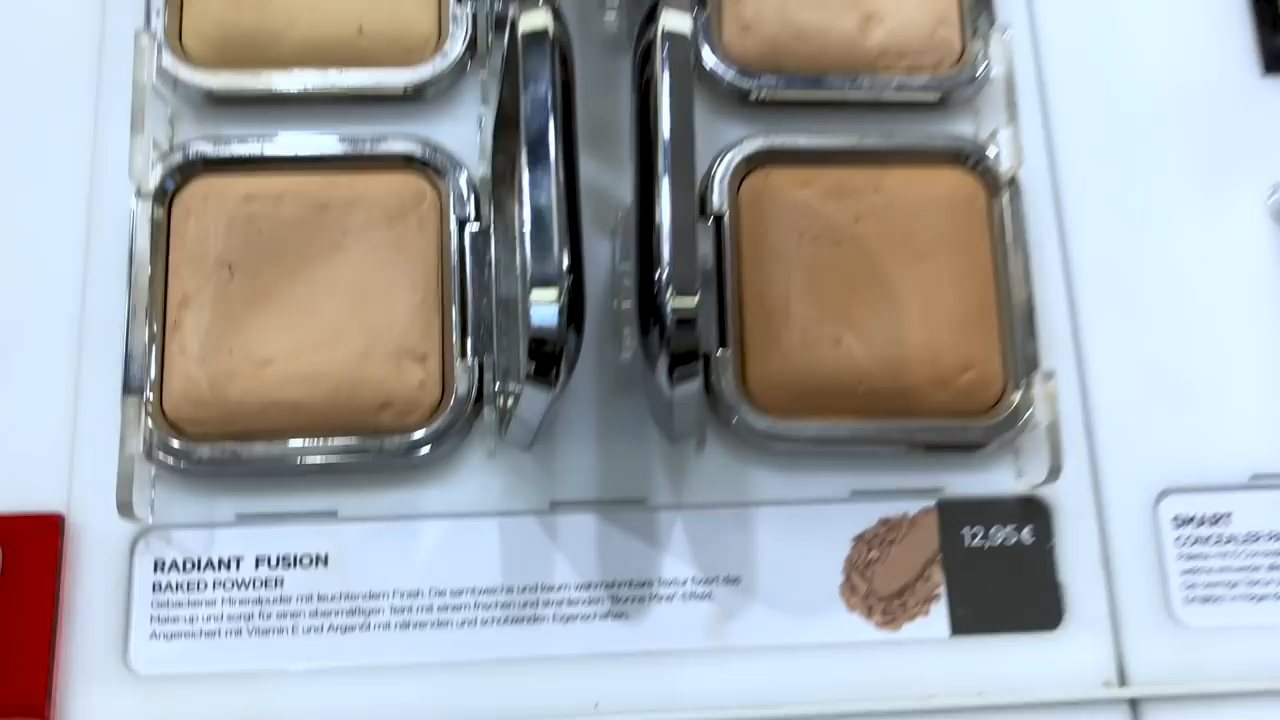 RADIANT FUSION
BAKED POWDER
Gebackener Mineralpuder mit leuchtendem Finish. Die samtweiche und kaum wahrnehmbare Textur fixiert das
Make up und sorgt für einen ebenmäßigen Teint mit einem frischen und strahlenden "Bonne Mine"-Effekt.
Angereichert mit Vitamin E und Arganöl mit nährenden und schützenden Eigenschaften.
12,95 €
SMART
CONCEALER